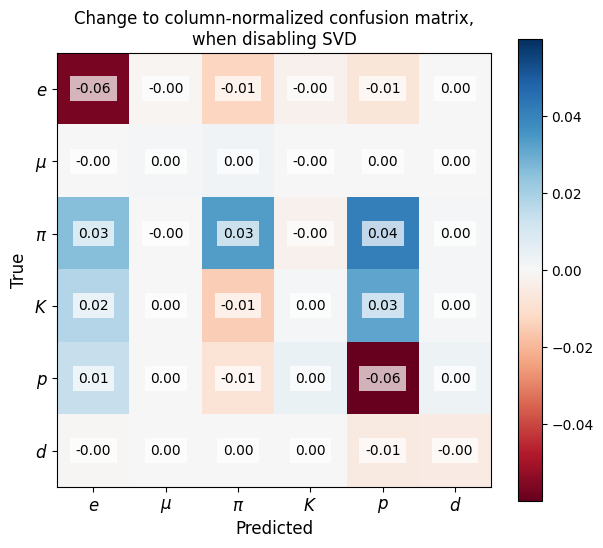 Change to column-normalized confusion matrix,
when disabling SVD
e -0.06 -0.00 -0.01 -0.00 -0.01 0.00
μ -0.00 0.00 0.00 -0.00 0.00 0.00
π 0.03 -0.00 0.03 -0.00 0.04 0.00
K 0.02 0.00 -0.01 0.00 0.03 0.00
p 0.01 0.00 -0.01 0.00 -0.06 0.00
d -0.00 0.00 0.00 0.00 -0.01 -0.00
e μ π K p d
True
Predicted
0.04
0.02
0.00
−0.02
−0.04